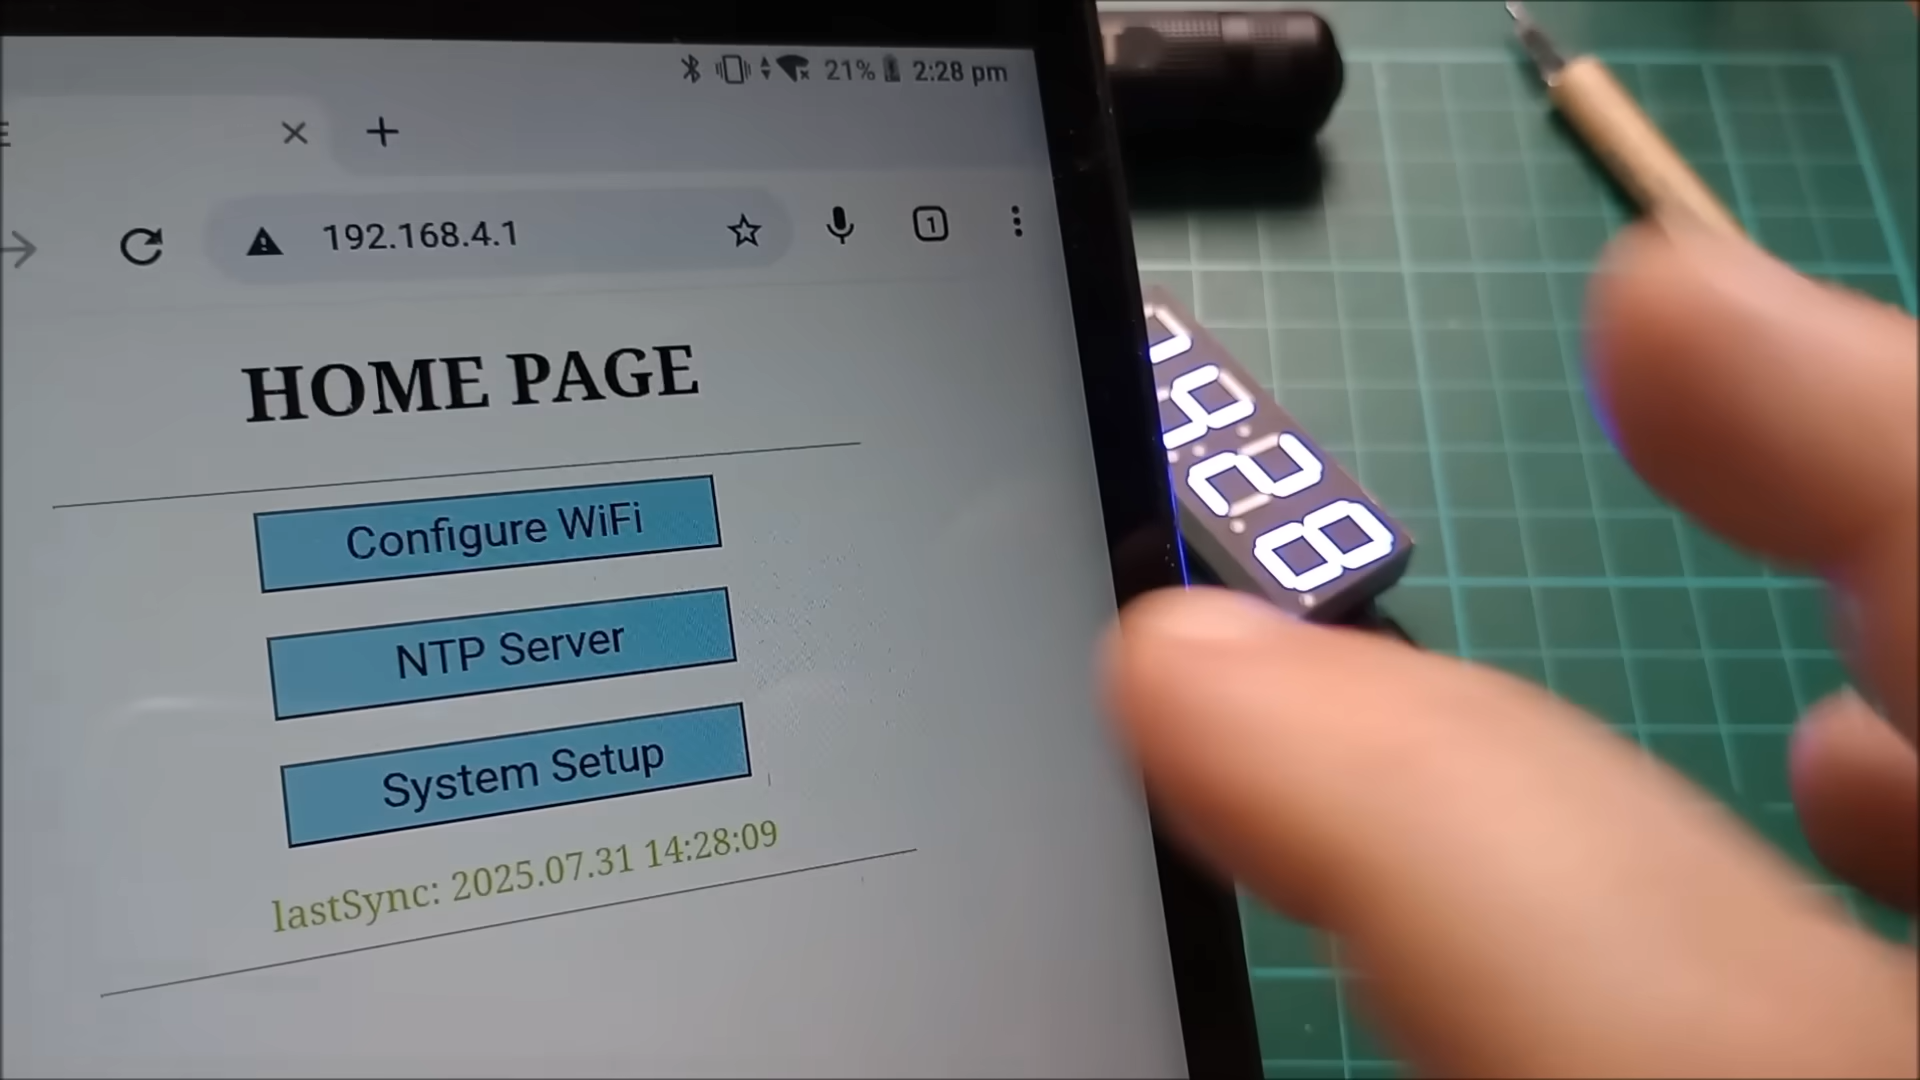 21% 2:28 pm
192.168.4.1
1
HOME PAGE
Configure WiFi
NTP Server
System Setup
lastSync: 2025.07.31 14:28:09
28